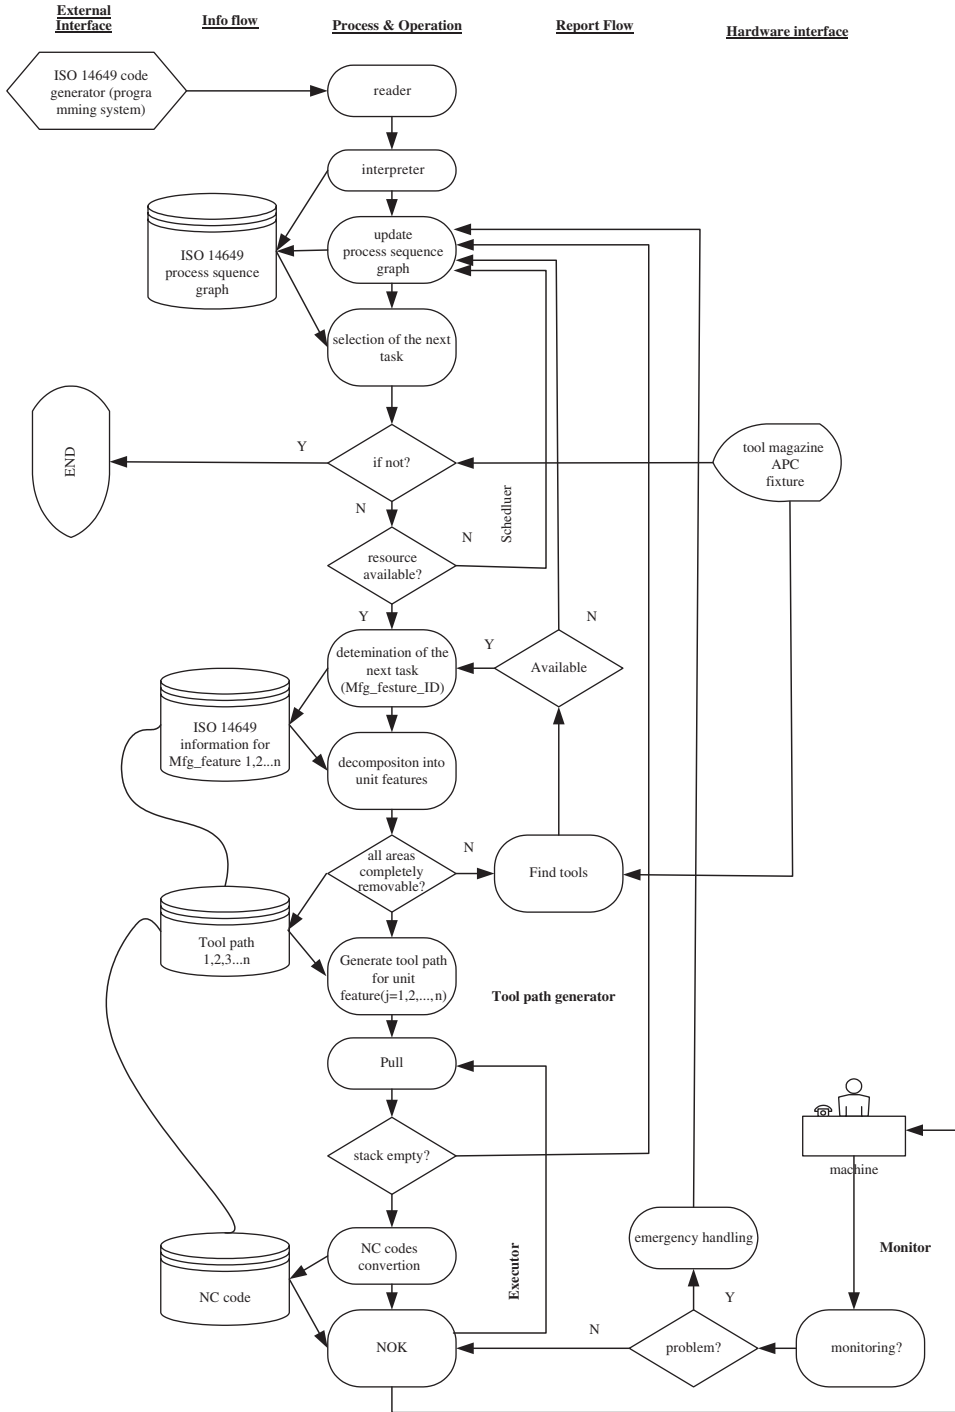 External
Interface
Info flow
Process & Operation
Report Flow
Hardware interface
ISO 14649 code
generator (progra
mming system)
reader
interpreter
update
process sequence
graph
ISO 14649
process squence
graph
selection of the next
task
END
Y
if not?
tool magazine
APC
fixture
N
Schedluer
N
resource
available?
Y
N
detemination of the
next task
(Mfg_festure_ID)
Y
Available
ISO 14649
information for
Mfg_feature 1,2...n
decompositon into
unit features
all areas
completely
removable?
N
Find tools
Tool path
1,2,3...n
Generate tool path
for unit
feature(j=1,2,...,n)
Tool path generator
Pull
stack empty?
machine
NC codes
convertion
Executor
emergency handling
Monitor
NC code
Y
NOK
N
problem?
monitoring?